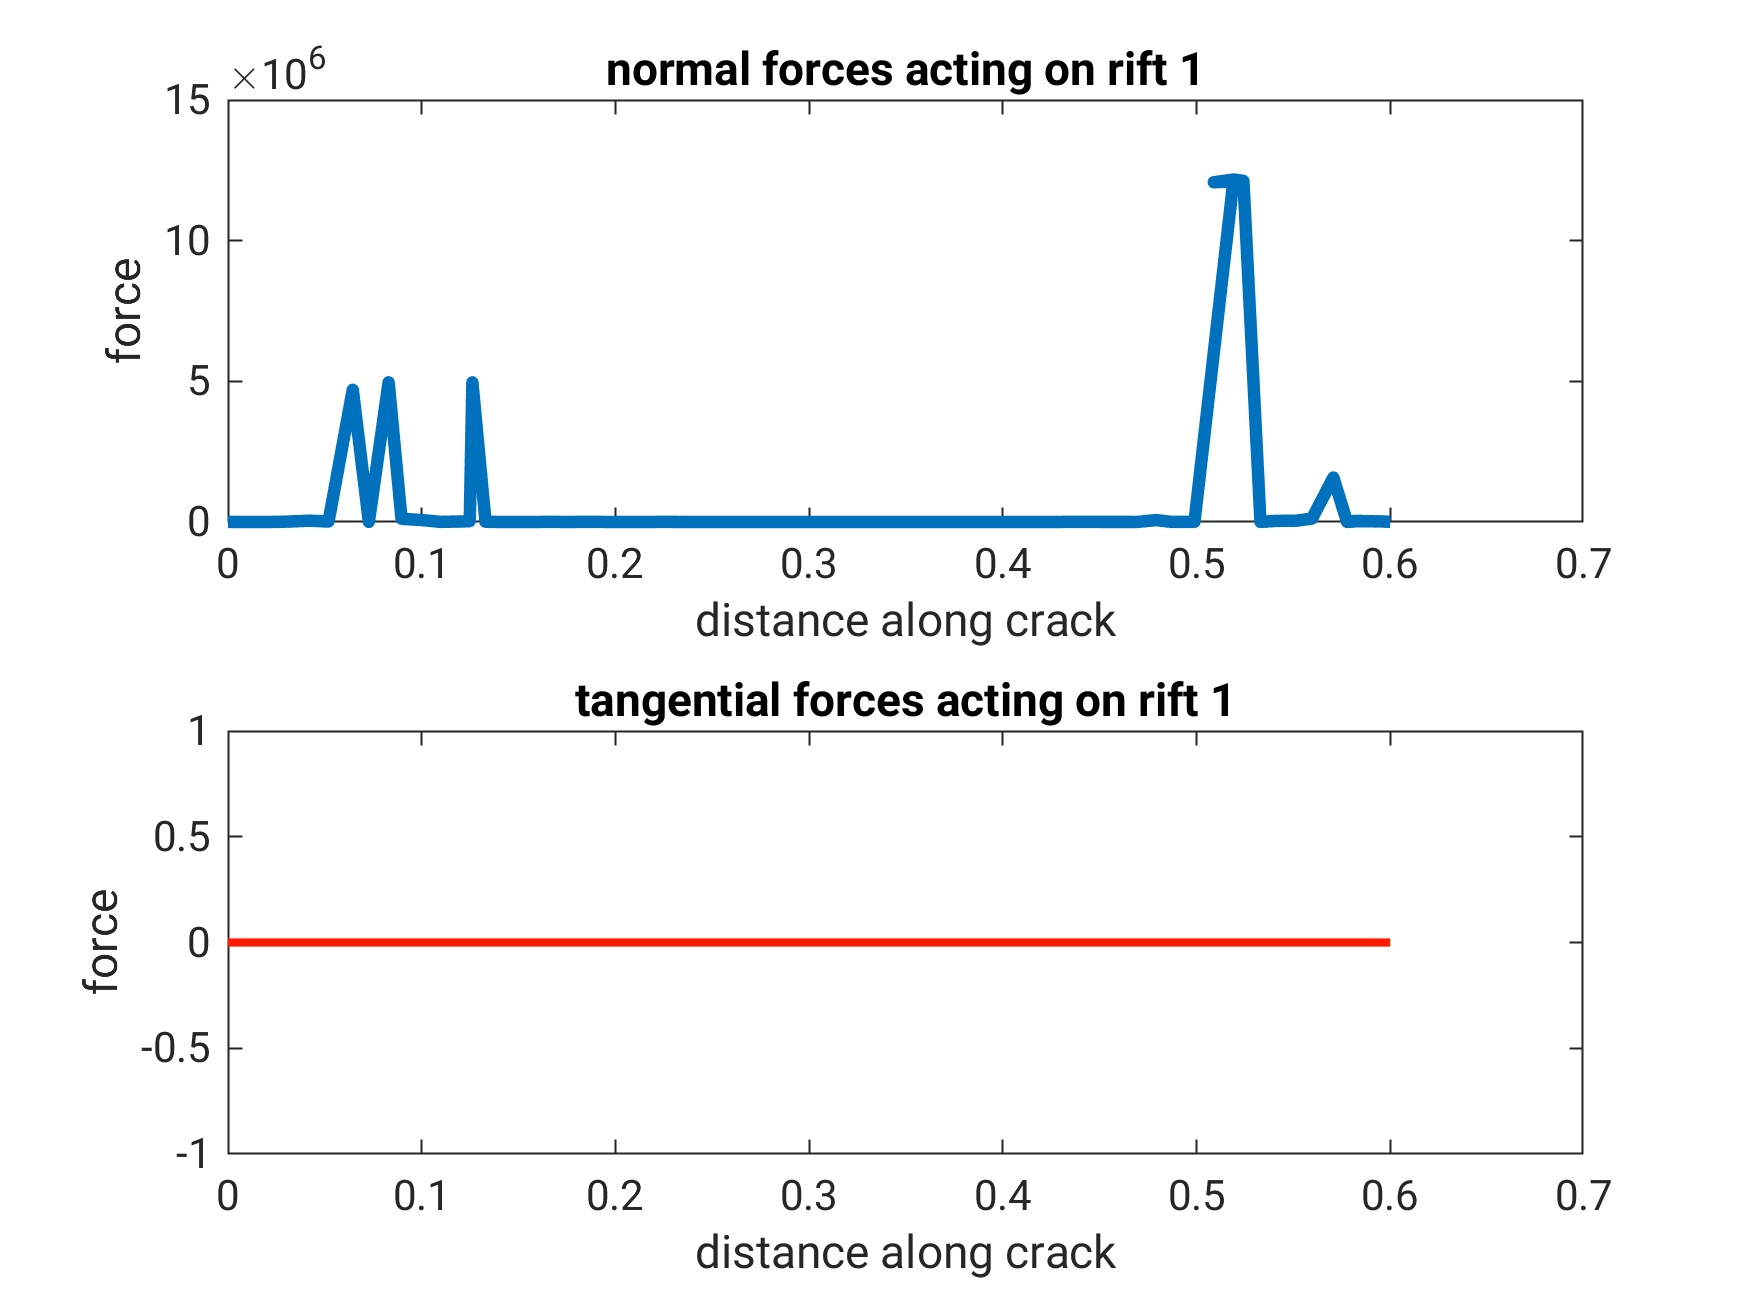 ×10⁶
normal forces acting on rift 1
15
10
5
0
force
0 0.1 0.2 0.3 0.4 0.5 0.6 0.7
distance along crack
tangential forces acting on rift 1
1
0.5
0
-0.5
-1
force
0 0.1 0.2 0.3 0.4 0.5 0.6 0.7
distance along crack